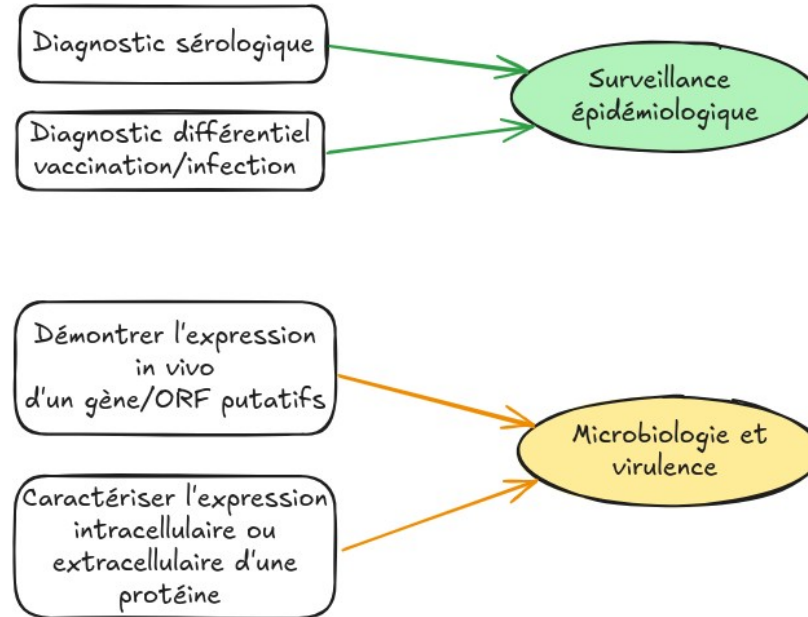 Diagnostic sérologique
Diagnostic différentiel
vaccination/infection
Surveillance
épidémiologique
Démontrer l'expression
in vivo
d'un gène/ORF putatifs
Caractériser l'expression
intracellulaire ou
extracellulaire d'une
protéine
Microbiologie et
virulence